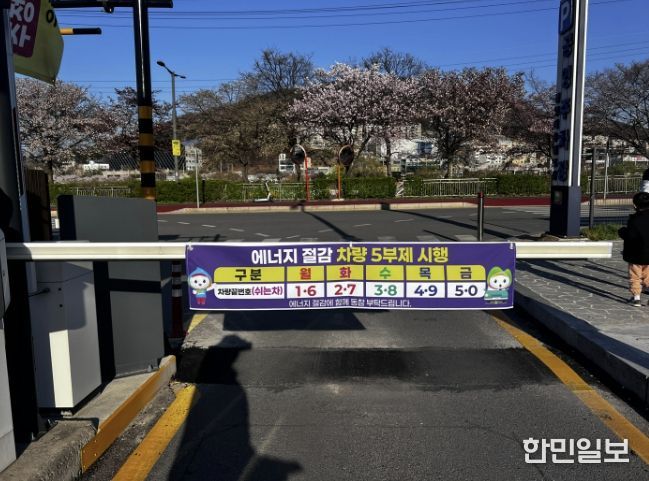 에너지 절감 차량 5부제 시행
구분 월 화 수 목 금
차량끝번호(쉬는차) 1·6 2·7 3·8 4·9 5·0
에너지 절감에 함께 동참 부탁드립니다.
한민일보